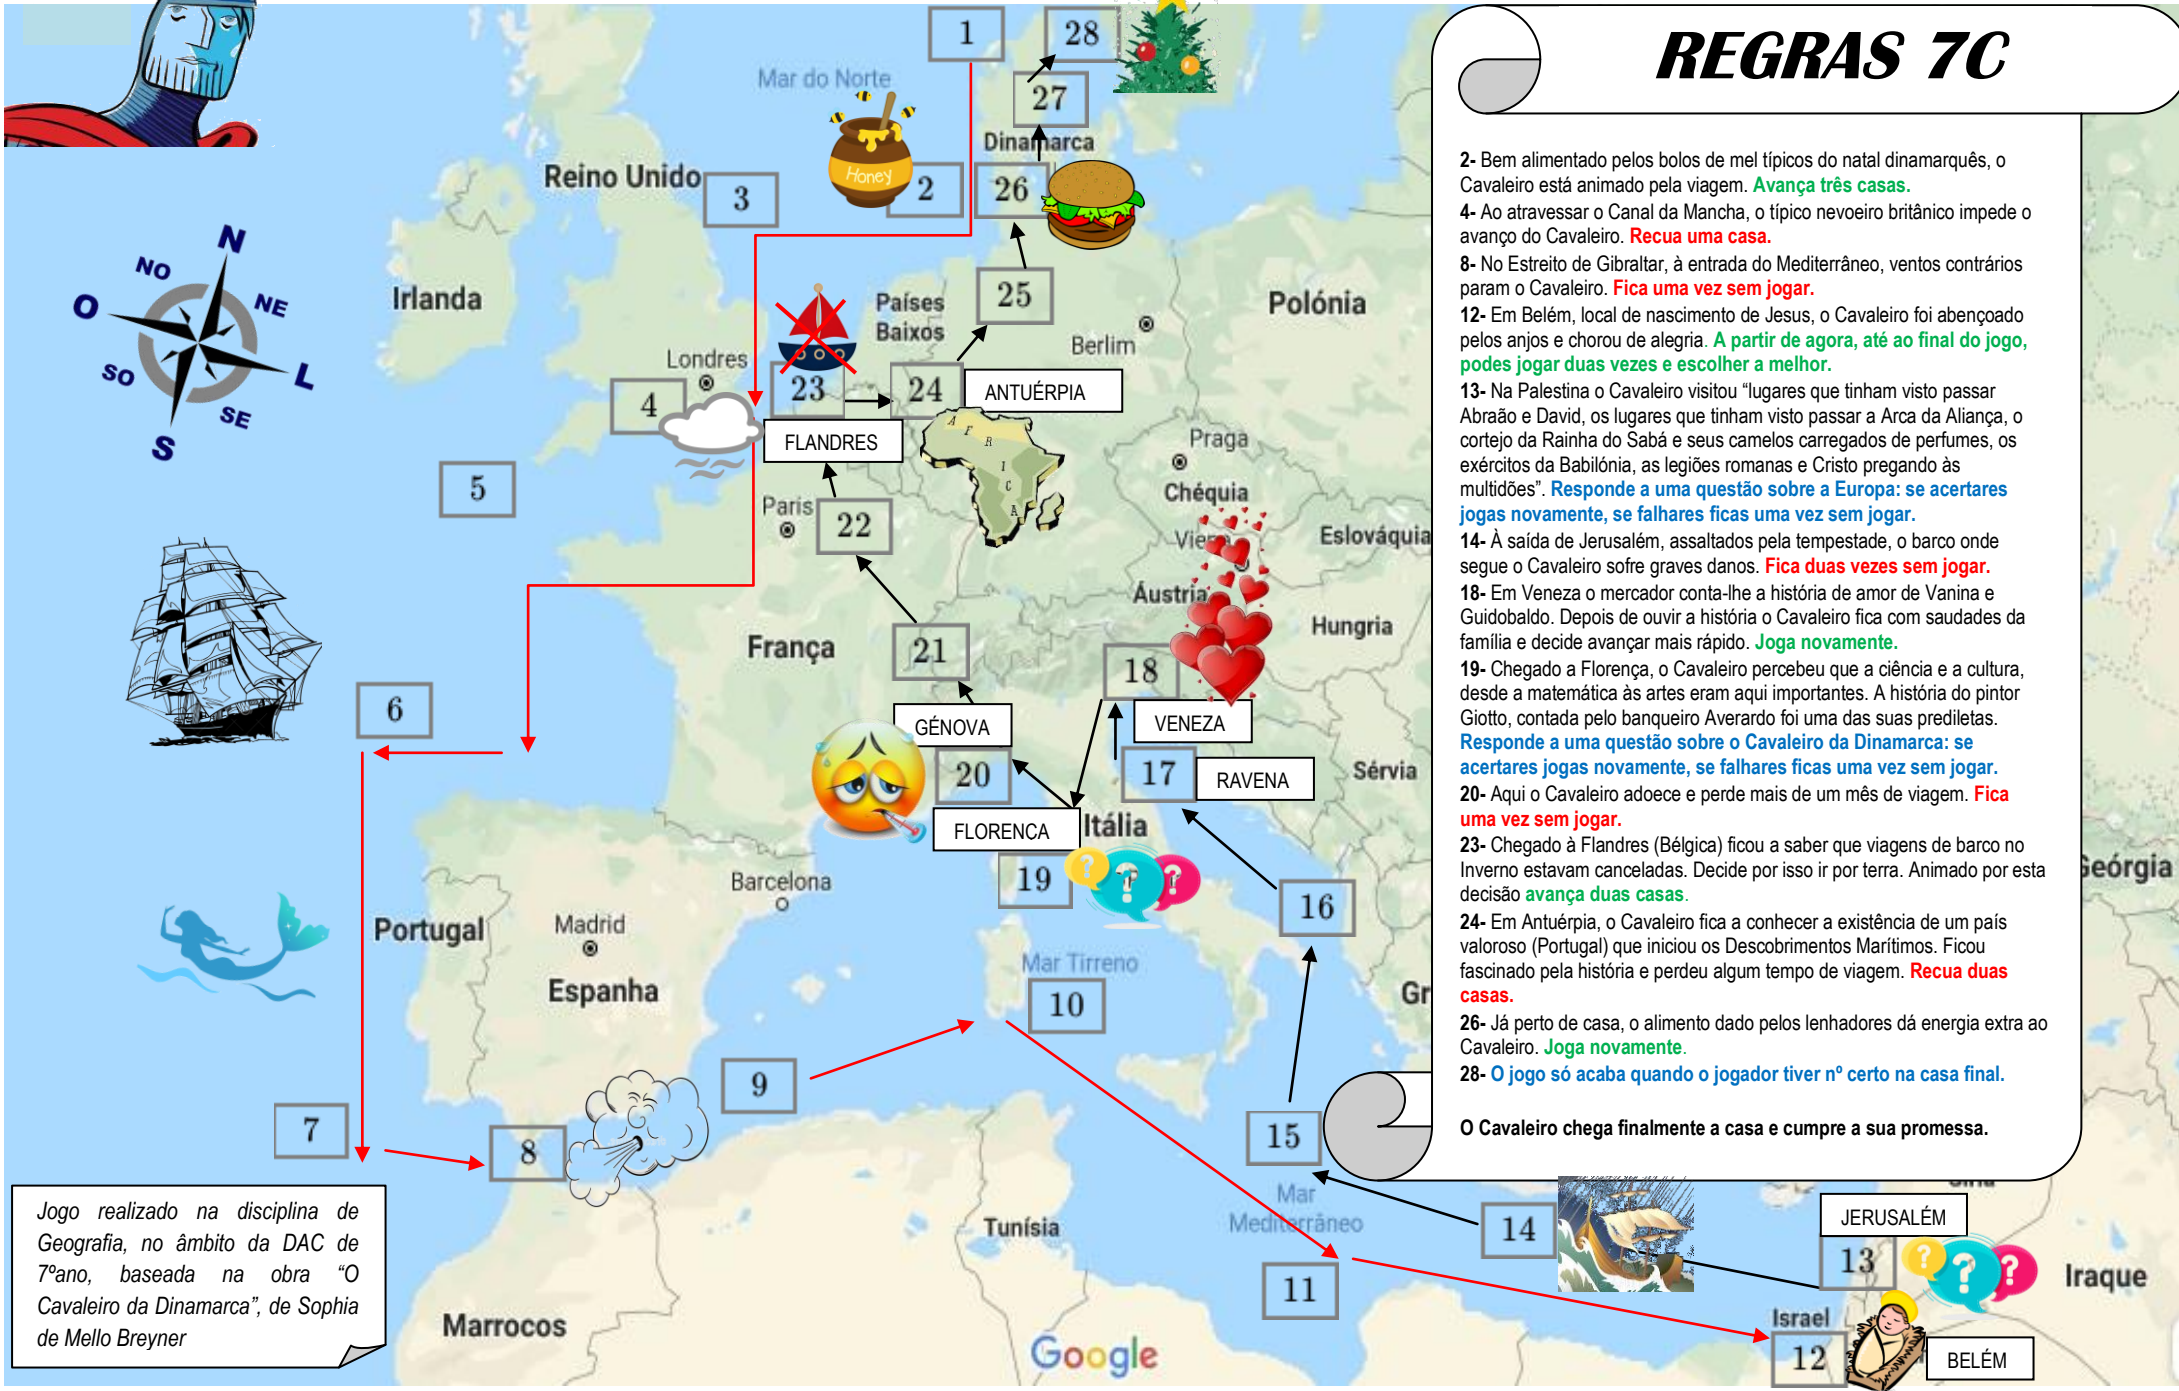 REGRAS 7C
2- Bem alimentado pelos bolos de mel típicos do natal dinamarquês, o
Cavaleiro está animado pela viagem. Avança três casas.
4- Ao atravessar o Canal da Mancha, o típico nevoeiro britânico impede o
avanço do Cavaleiro. Recua uma casa.
8- No Estreito de Gibraltar, à entrada do Mediterrâneo, ventos contrários
param o Cavaleiro. Fica uma vez sem jogar.
12- Em Belém, local de nascimento de Jesus, o Cavaleiro foi abençoado
pelos anjos e chorou de alegria. A partir de agora, até ao final do jogo,
podes jogar duas vezes e escolher a melhor.
13- Na Palestina o Cavaleiro visitou “lugares que tinham visto passar
Abraão e David, os lugares que tinham visto passar a Arca da Aliança, o
cortejo da Rainha do Sabá e seus camelos carregados de perfumes, os
exércitos da Babilónia, as legiões romanas e Cristo pregando às
multidões”. Responde a uma questão sobre a Europa: se acertares
jogas novamente, se falhares ficas uma vez sem jogar.
14- À saída de Jerusalém, assaltados pela tempestade, o barco onde
segue o Cavaleiro sofre graves danos. Fica duas vezes sem jogar.
18- Em Veneza o mercador conta-lhe a história de amor de Vanina e
Guidobaldo. Depois de ouvir a história o Cavaleiro fica com saudades da
família e decide avançar mais rápido. Joga novamente.
19- Chegado a Florença, o Cavaleiro percebeu que a ciência e a cultura,
desde a matemática às artes eram aqui importantes. A história do pintor
Giotto, contada pelo banqueiro Averardo foi uma das suas prediletas.
Responde a uma questão sobre o Cavaleiro da Dinamarca: se
acertares jogas novamente, se falhares ficas uma vez sem jogar.
20- Aqui o Cavaleiro adoece e perde mais de um mês de viagem. Fica
uma vez sem jogar.
23- Chegado à Flandres (Bélgica) ficou a saber que viagens de barco no
Inverno estavam canceladas. Decide por isso ir por terra. Animado por esta
decisão avança duas casas.
24- Em Antuérpia, o Cavaleiro fica a conhecer a existência de um país
valoroso (Portugal) que iniciou os Descobrimentos Marítimos. Ficou
fascinado pela história e perdeu algum tempo de viagem. Recua duas
casas.
26- Já perto de casa, o alimento dado pelos lenhadores dá energia extra ao
Cavaleiro. Joga novamente.
28- O jogo só acaba quando o jogador tiver nº certo na casa final.
O Cavaleiro chega finalmente a casa e cumpre a sua promessa.
1
28
Mar do Norte
27
Dinamarca
Honey
Reino Unido
3
2
26
N
NO
NE
O
L
SO
SE
S
Irlanda
Países
Baixos
25
Polónia
Berlim
Londres
4
23
24
ANTUÉRPIA
FLANDRES
AFRICA
Praga
Chéquia
5
Paris
22
Eslováquia
Áustria
Hungria
França
21
18
6
GÉNOVA
VENEZA
20
17
RAVENA
Sérvia
FLORENCA
Itália
19
? ? ?
Barcelona
16
Geórgia
Portugal
Madrid
Espanha
Mar Tirreno
10
Gr
9
7
8
15
Mar
Mediterrâneo
Tunísia
14
JERUSALÉM
13
? ? ?
Iraque
11
Marrocos
Israel
12
BELÉM
Google
Jogo realizado na disciplina de
Geografia, no âmbito da DAC de
7ºano, baseada na obra “O
Cavaleiro da Dinamarca”, de Sophia
de Mello Breyner